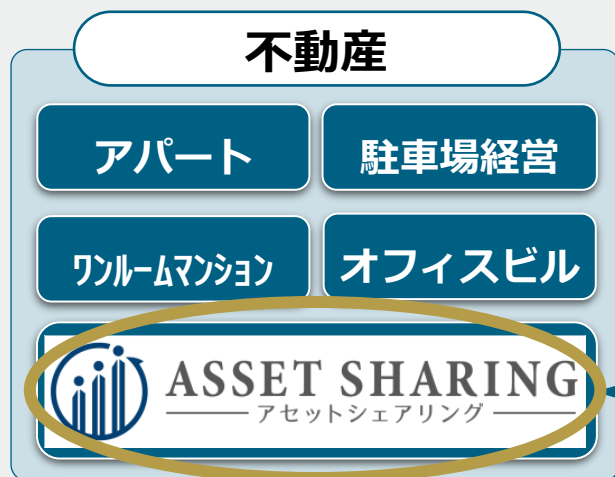 不動産
アパート
駐車場経営
ワンルームマンション
オフィスビル
ASSET SHARING
アセットシェアリング